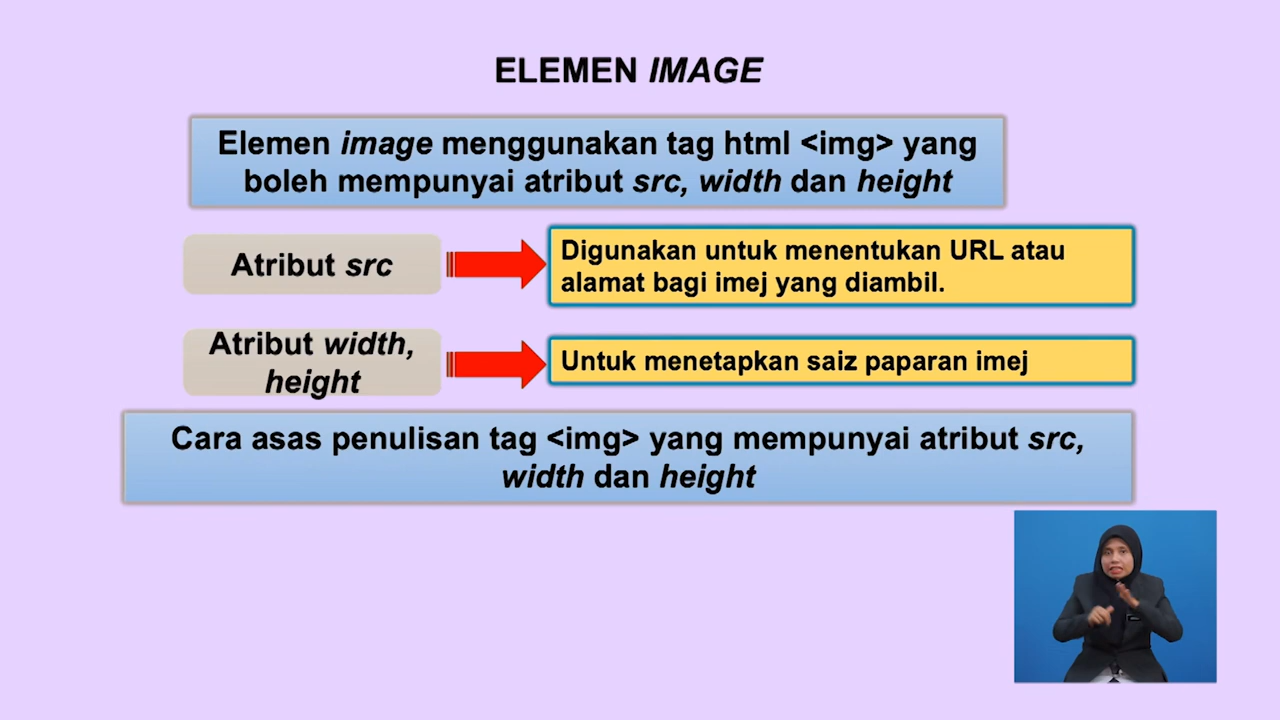 ELEMEN IMAGE
Elemen image menggunakan tag html <img> yang
boleh mempunyai atribut src, width dan height
Atribut src
Digunakan untuk menentukan URL atau
alamat bagi imej yang diambil.
Atribut width,
height
Untuk menetapkan saiz paparan imej
Cara asas penulisan tag <img> yang mempunyai atribut src,
width dan height